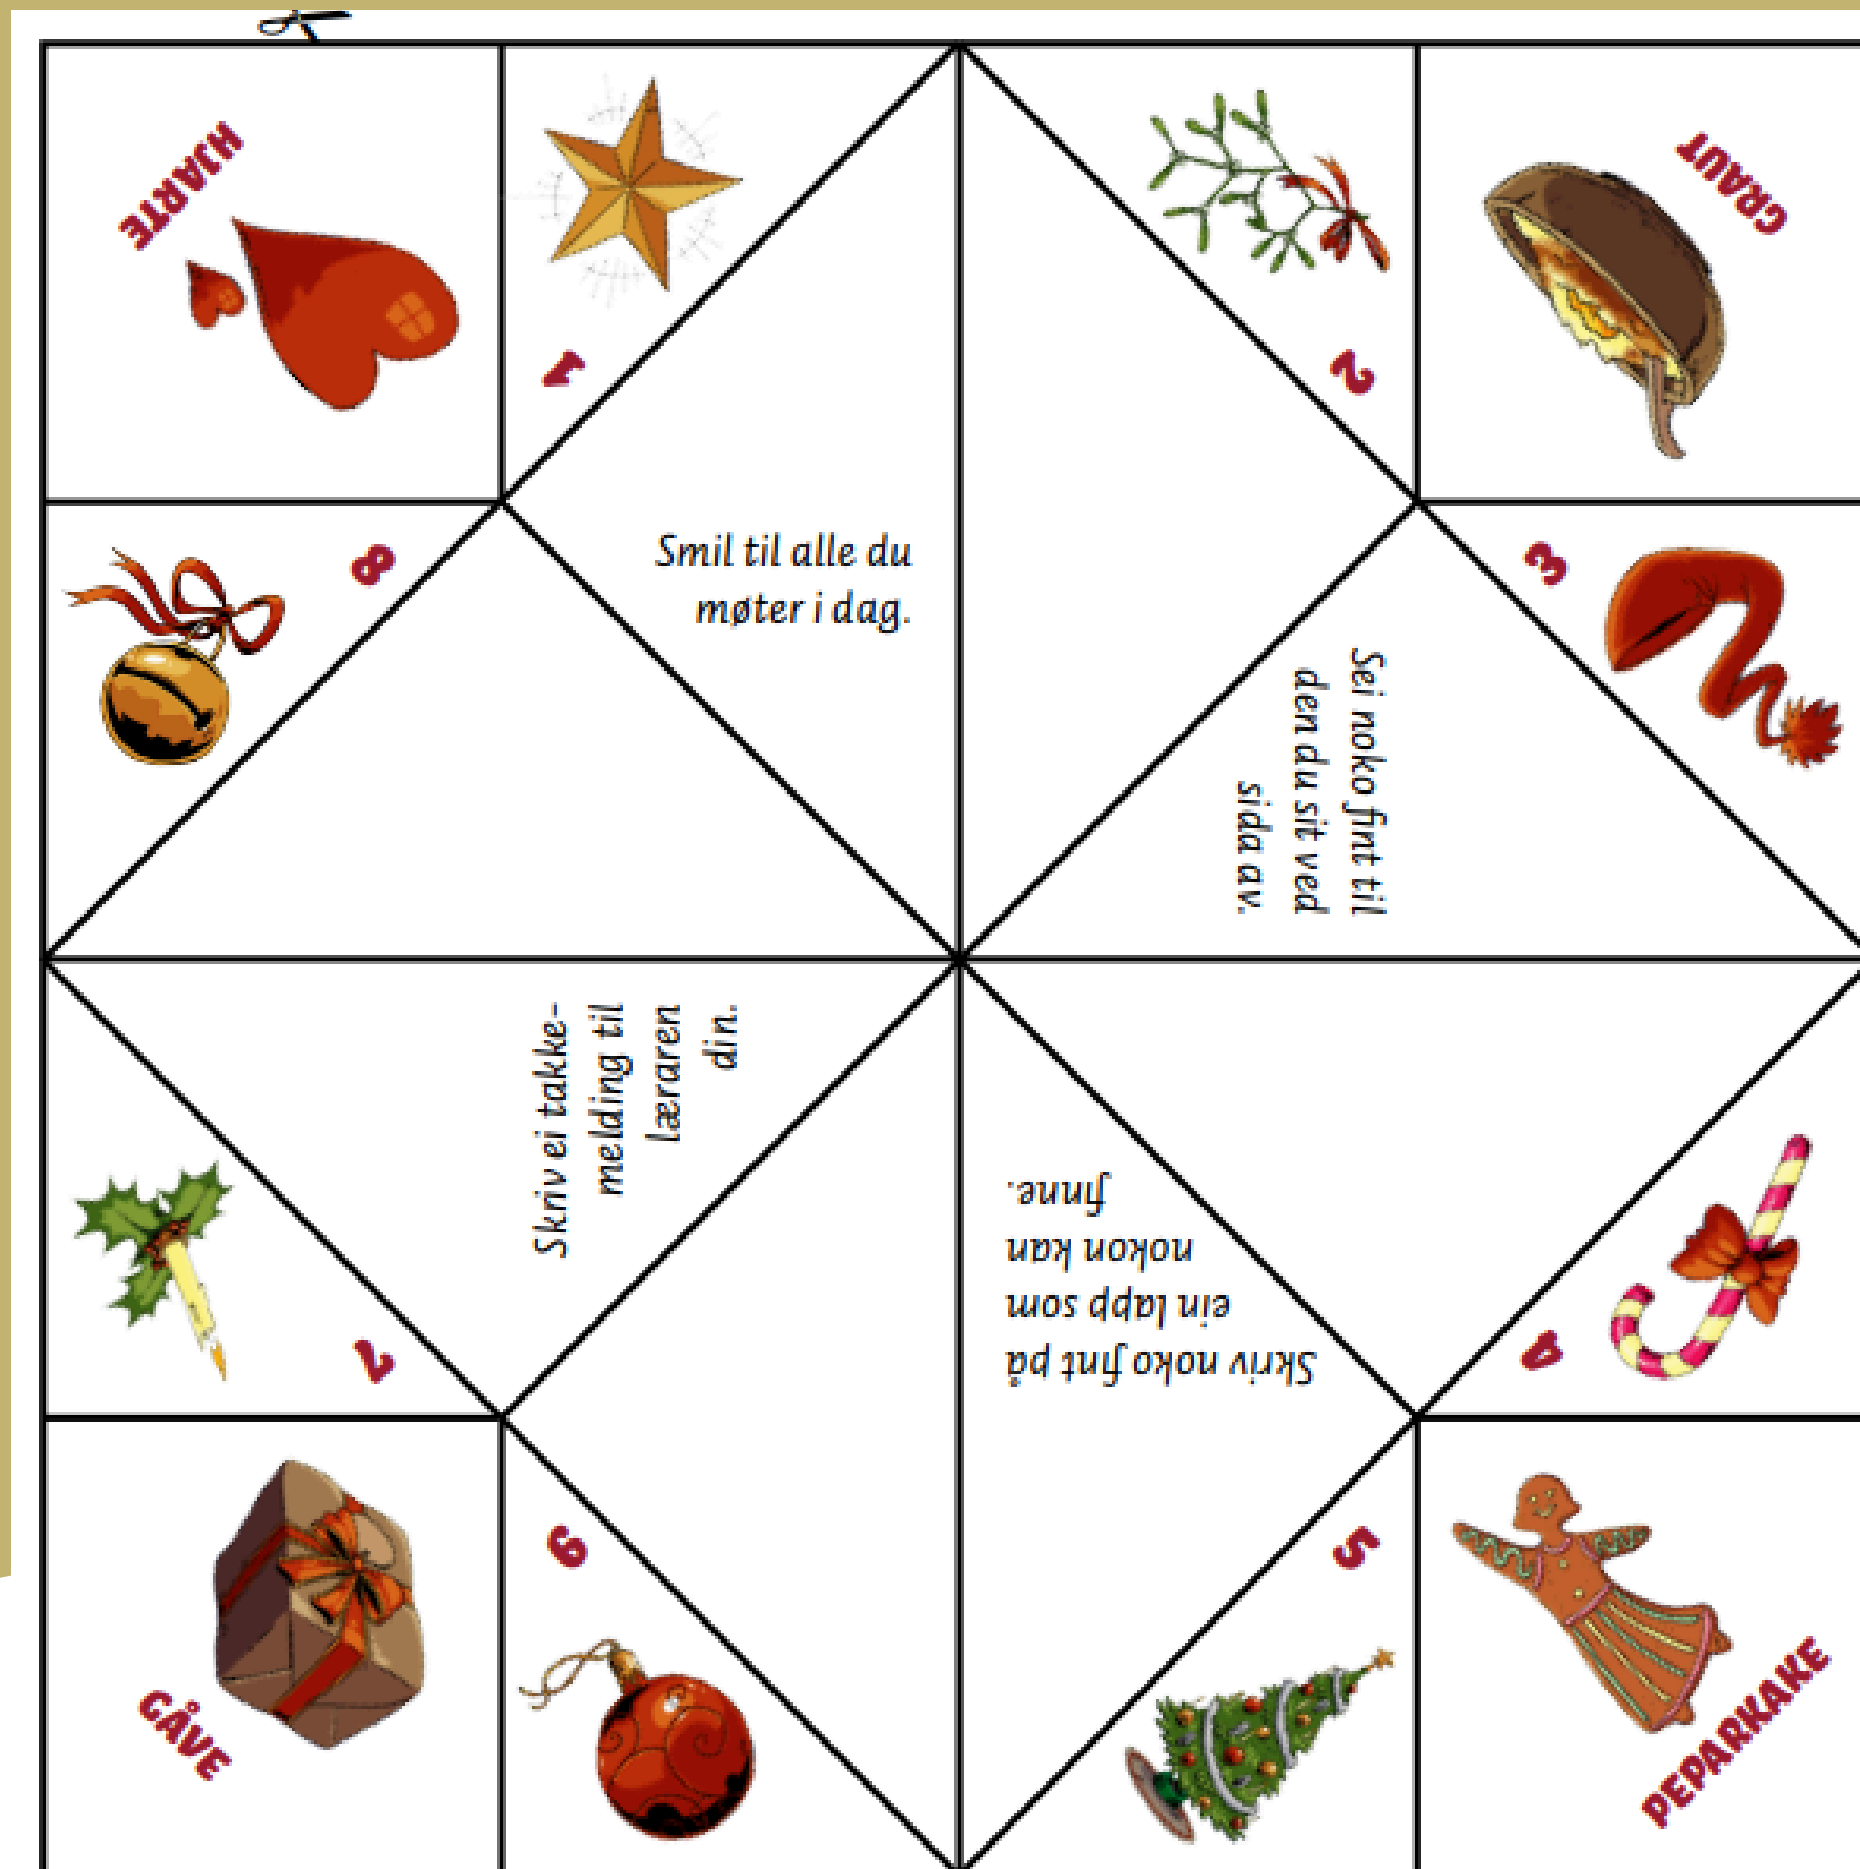 HJARTE
1
2
GRAUT
8
3
Smil til alle du
møter i dag.
Sei noko fint til
den du sit ved
sida av.
Skriv ei takke-
melding til
læraren
din.
Skriv noko fint på
ein lapp som
nokon kan
finne.
7
4
GÅVE
6
5
PEPARKAKE